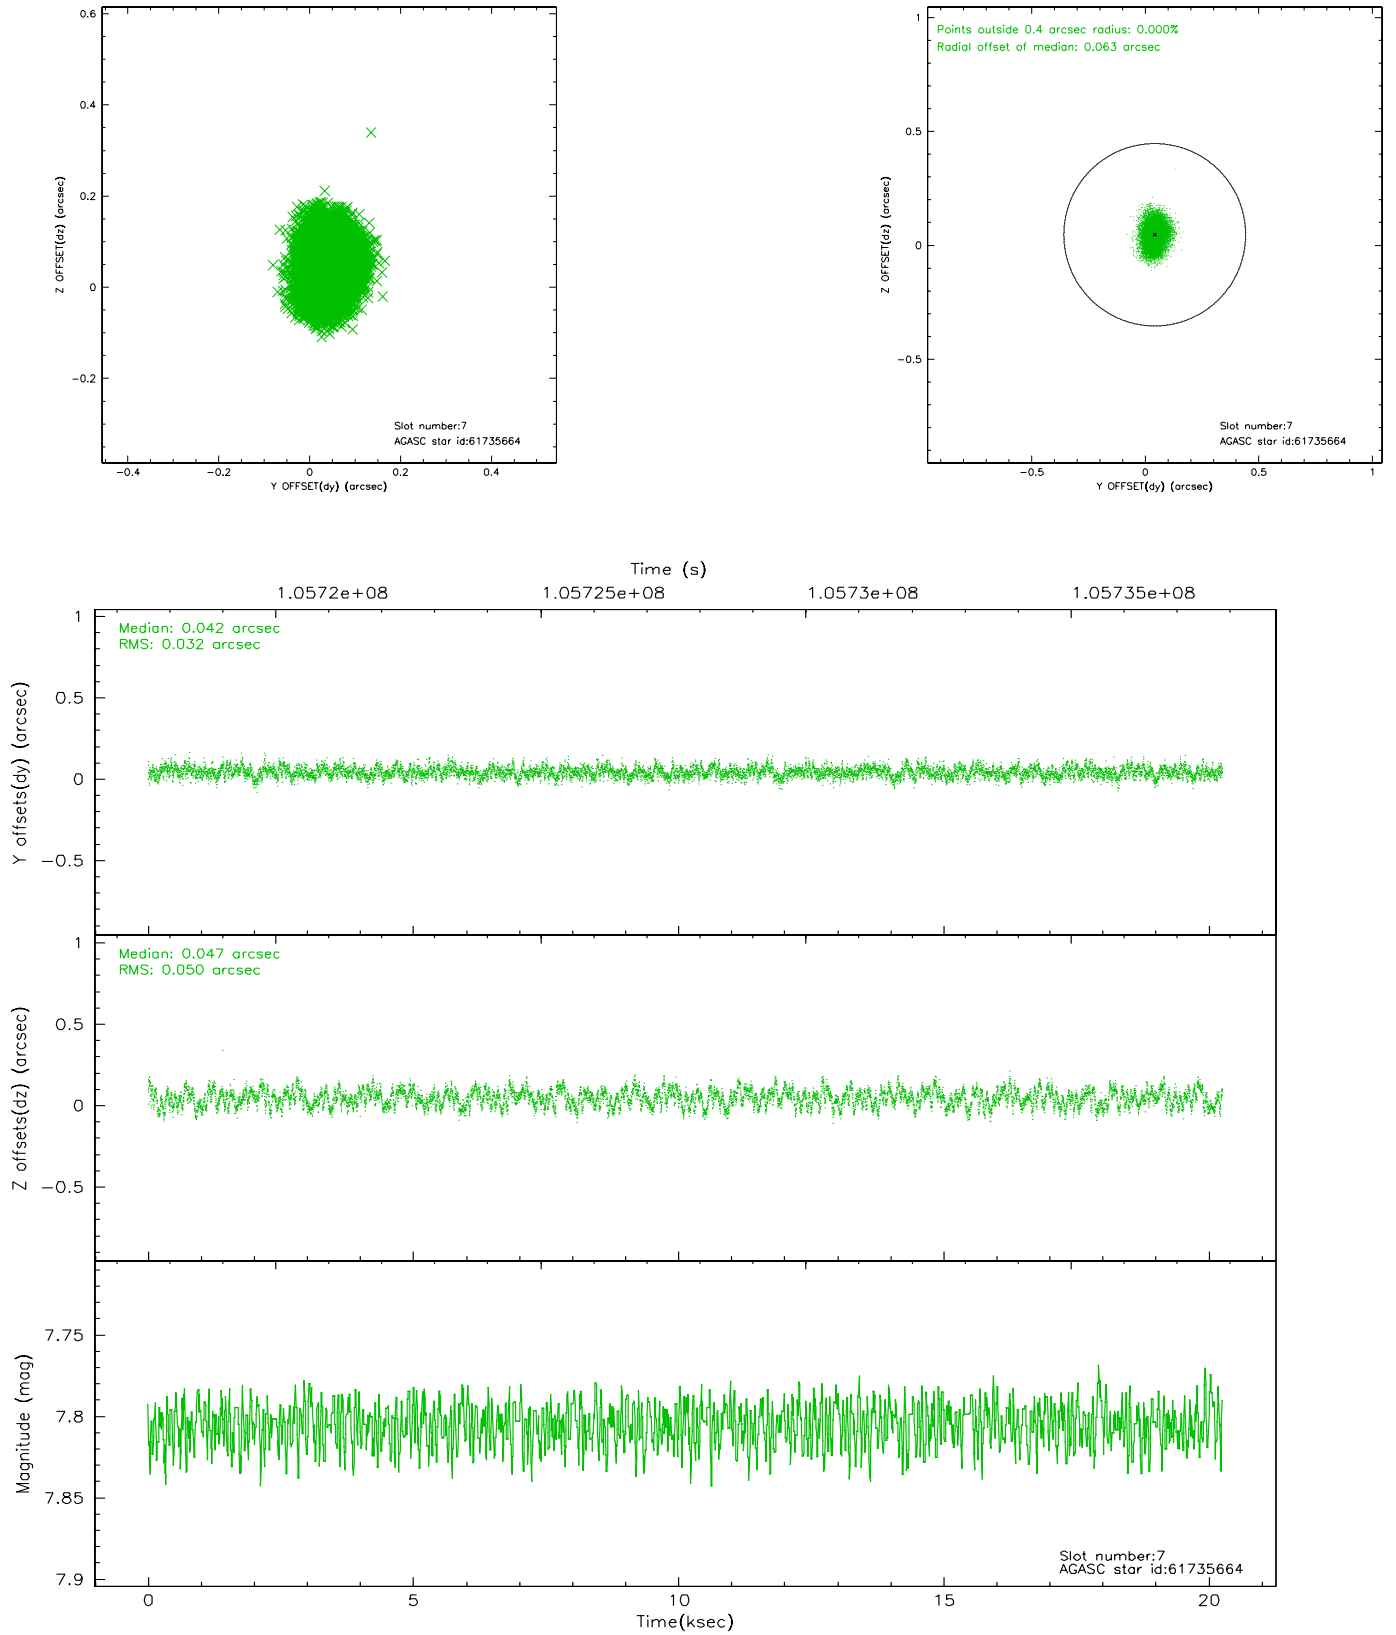 0.6
0.4
0.2
0
−0.2
Z OFFSET(dz) (arcsec)
Slot number:7
AGASC star id:61735664
−0.4 −0.2 0 0.2 0.4
Y OFFSET(dy) (arcsec)
Points outside 0.4 arcsec radius: 0.000%
Radial offset of median: 0.063 arcsec
1
0.5
0
−0.5
Z OFFSET(dz) (arcsec)
Slot number:7
AGASC star id:61735664
−0.5 0 0.5 1
Y OFFSET(dy) (arcsec)
Time (s)
1.0572e+08 1.05725e+08 1.0573e+08 1.05735e+08
Median: 0.042 arcsec
RMS: 0.032 arcsec
1
0.5
0
−0.5
Y offsets(dy) (arcsec)
Median: 0.047 arcsec
RMS: 0.050 arcsec
1
0.5
0
−0.5
Z offsets(dz) (arcsec)
7.75
7.8
7.85
7.9
Magnitude (mag)
Slot number:7
AGASC star id:61735664
0 5 10 15 20
Time(ksec)